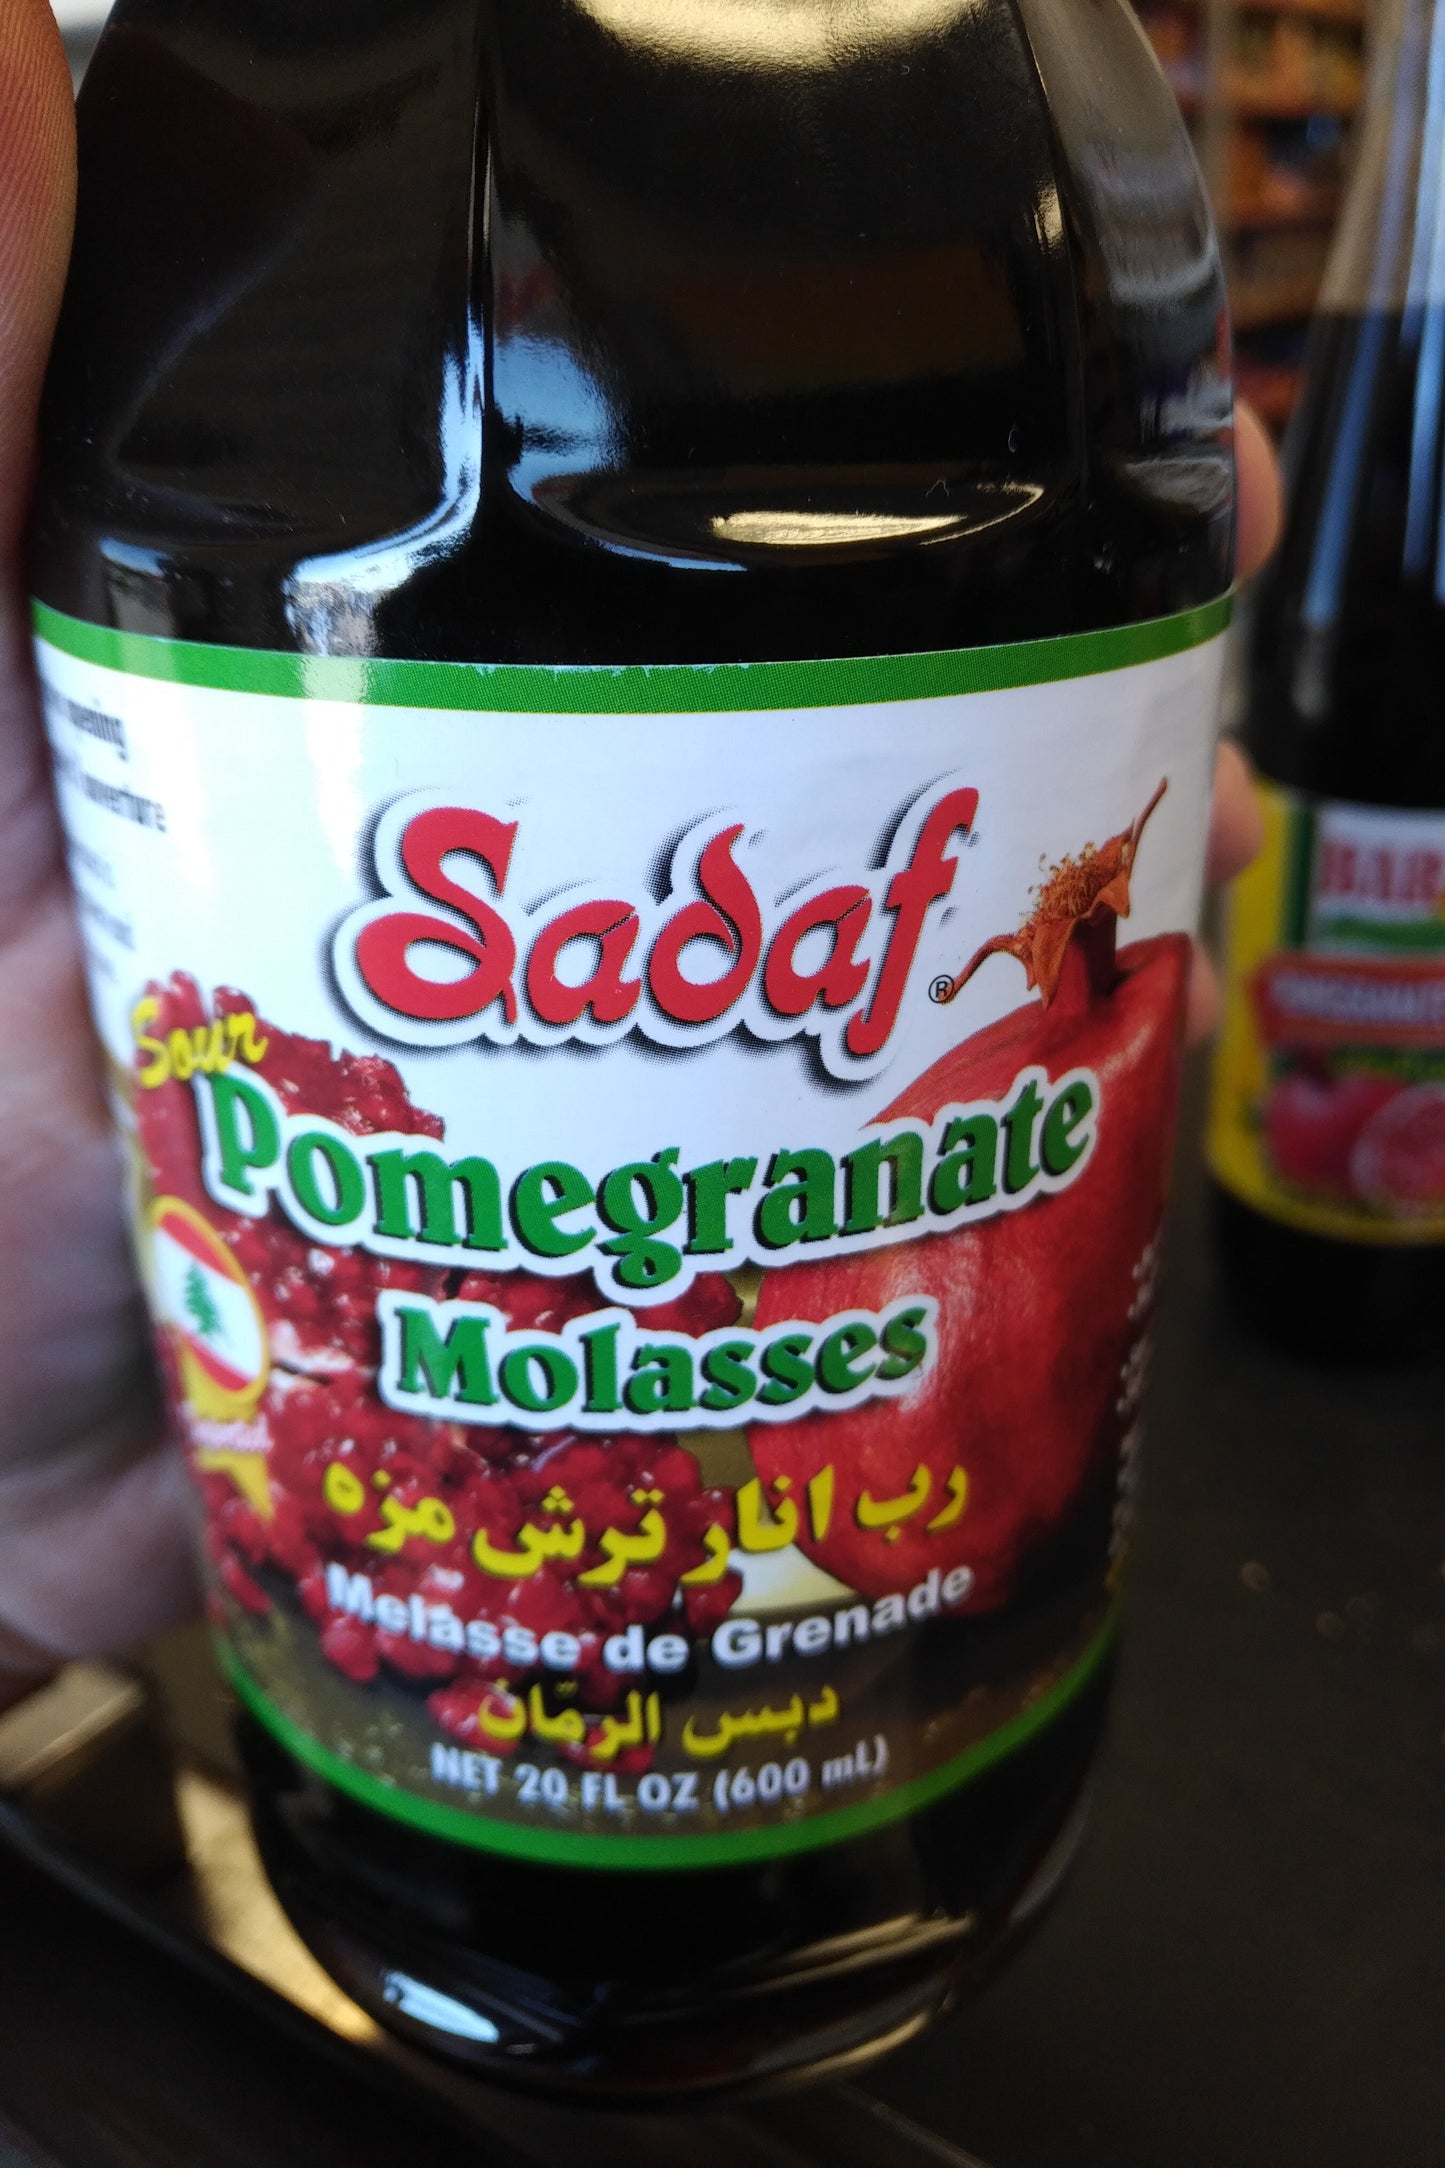 Sadaf®
Sour
Pomegranate
Molasses
رب انار ترش مزه
Melasse de Grenade
دبس الرمّان
NET 20 FL OZ (600 mL)